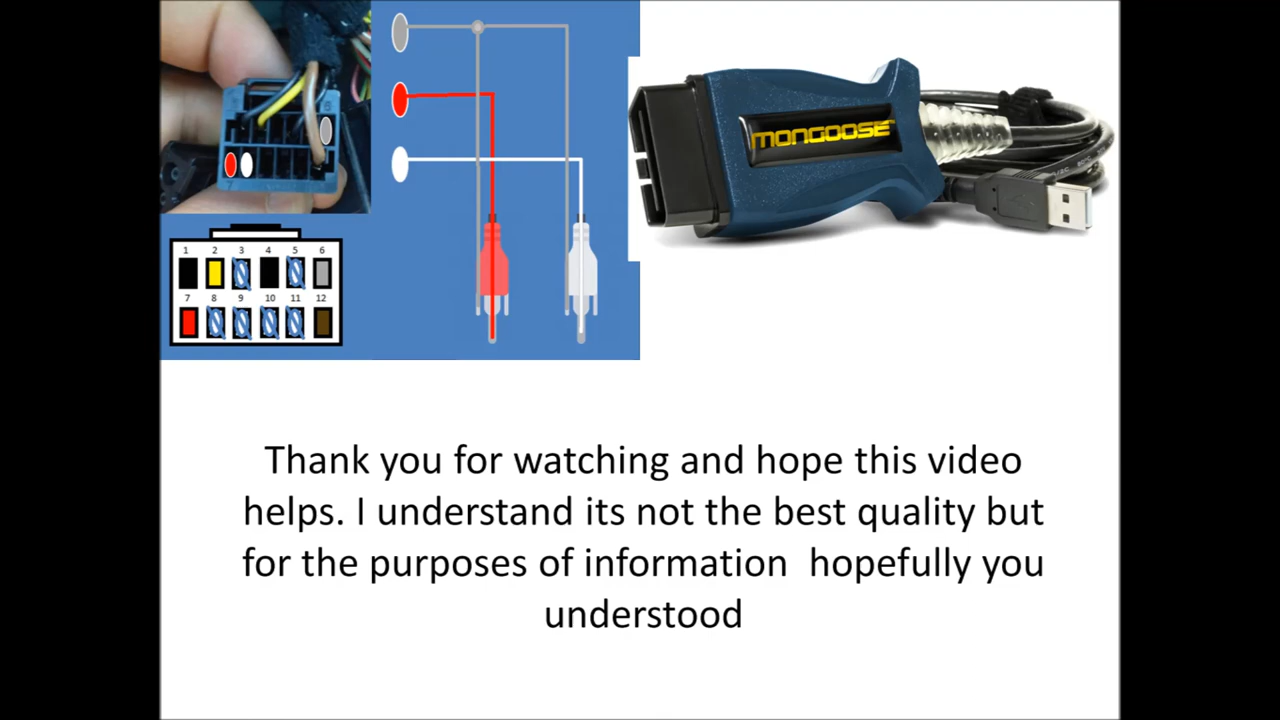 7
1 2 3 4 5 6
7 8 9 10 11 12
MONGOOSE
Thank you for watching and hope this video
helps. I understand its not the best quality but
for the purposes of information hopefully you
understood